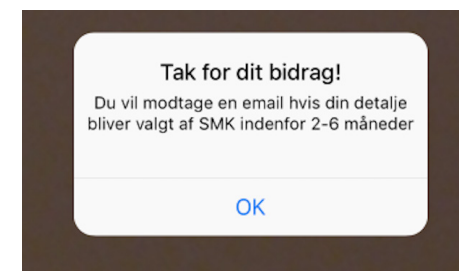 Tak for dit bidrag!
Du vil modtage en email hvis din detalje
bliver valgt af SMK indenfor 2-6 måneder
OK